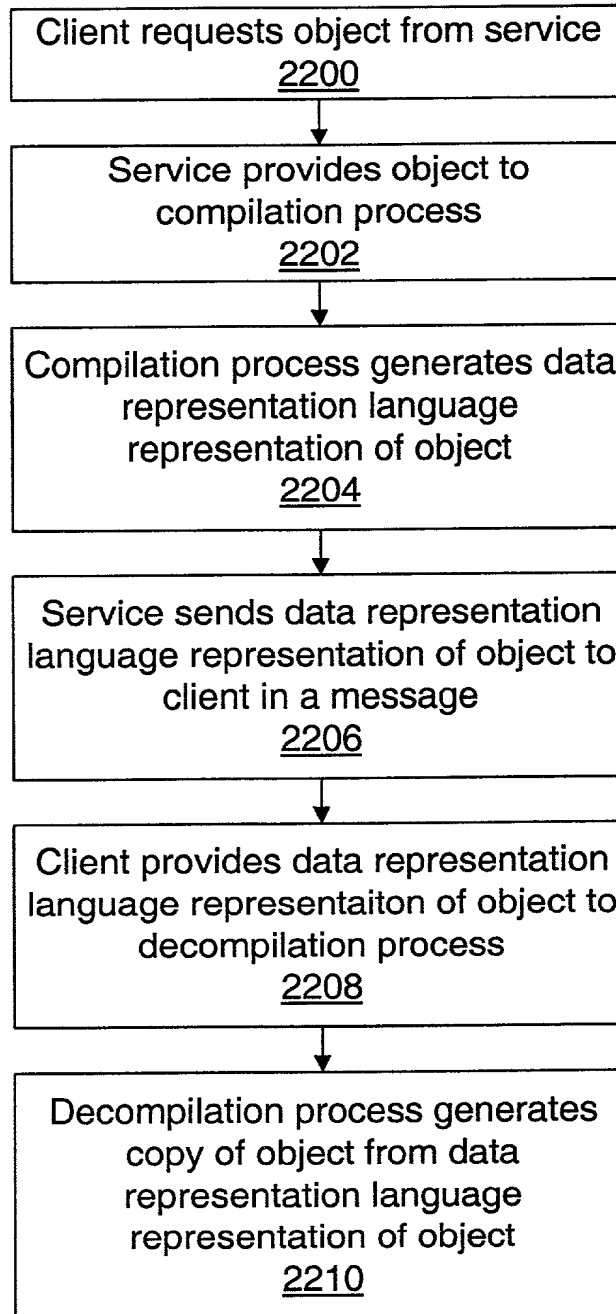 Client requests object from service
2200
Service provides object to
compilation process
2202
Compilation process generates data
representation language
representation of object
2204
Service sends data representation
language representation of object to
client in a message
2206
Client provides data representation
language representaiton of object to
decompilation process
2208
Decompilation process generates
copy of object from data
representation language
representation of object
2210